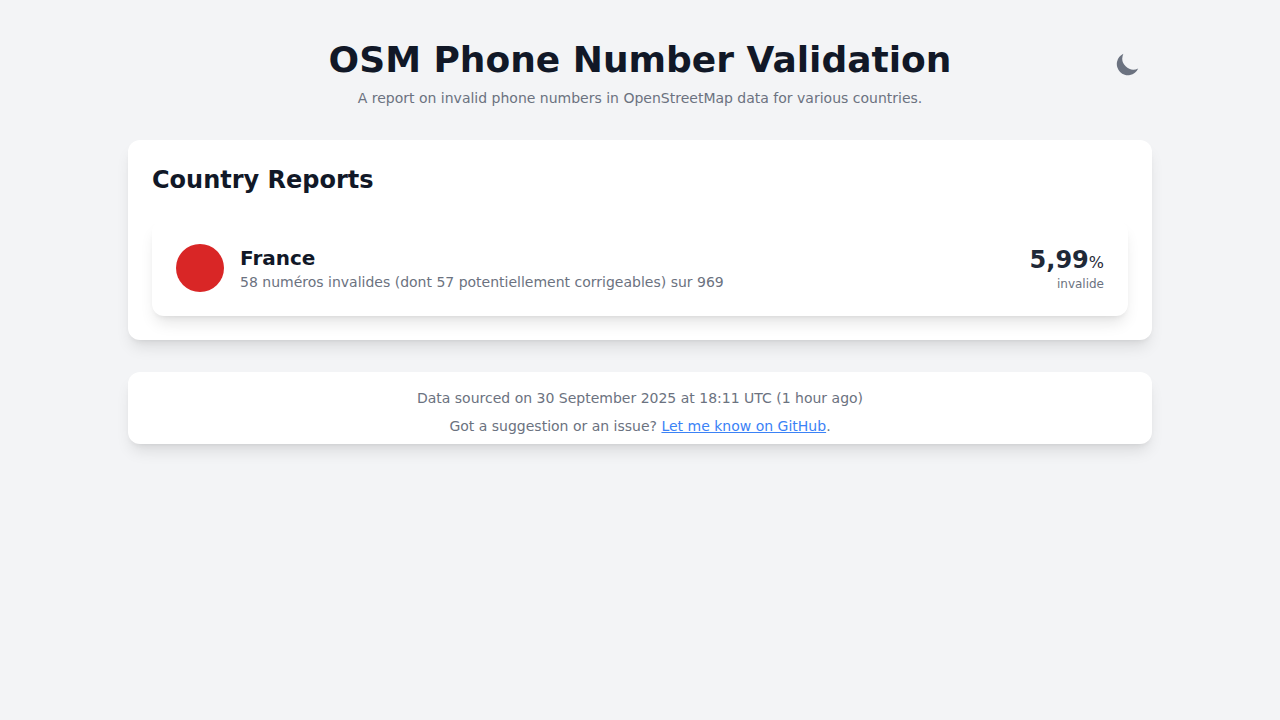 OSM Phone Number Validation
A report on invalid phone numbers in OpenStreetMap data for various countries.
Country Reports
France
58 numéros invalides (dont 57 potentiellement corrigeables) sur 969
5,99%
invalide
Data sourced on 30 September 2025 at 18:11 UTC (1 hour ago)
Got a suggestion or an issue? Let me know on GitHub.